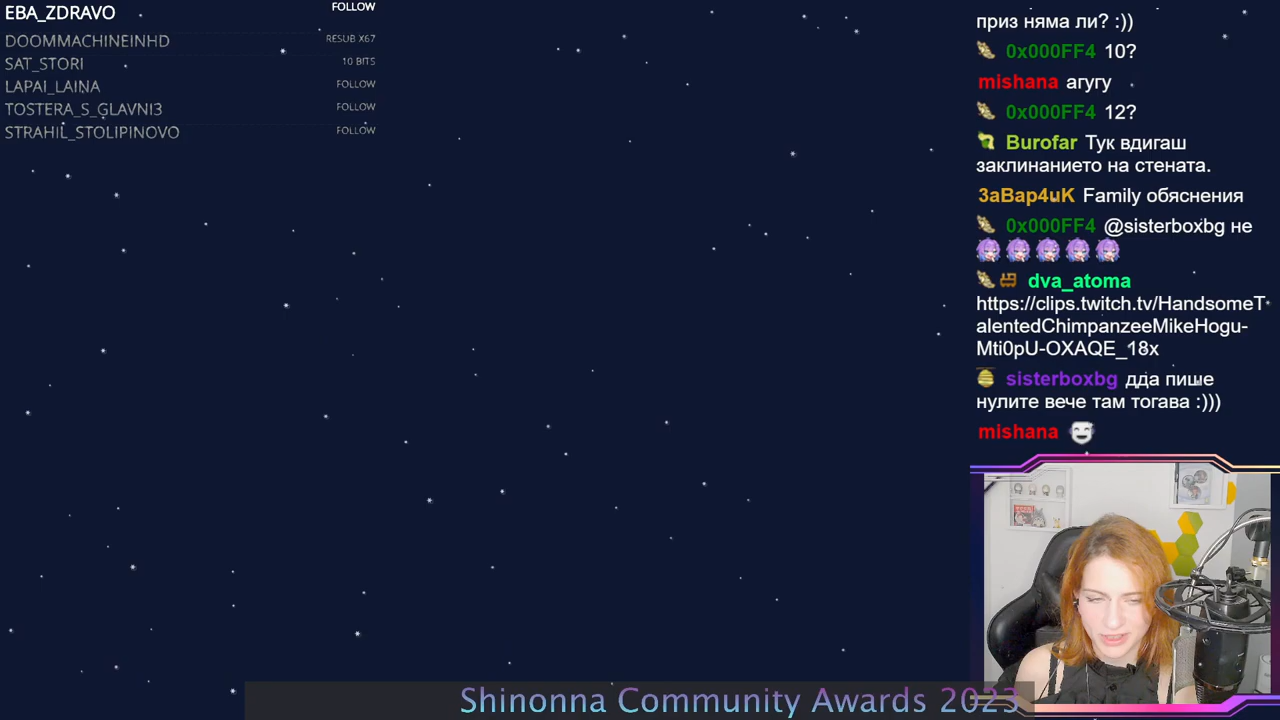 EBA_ZDRAVO FOLLOW
DOOMMACHINEINHD RESUB X67
SAT_STORI 10 BITS
LAPAI_LAINA FOLLOW
TOSTERA_S_GLAVNI3 FOLLOW
STRAHIL_STOLIPINOVO FOLLOW
приз няма ли? :))
0x000FF4 10?
mishana агугу
0x000FF4 12?
Burofar Тук вдигаш
заклинанието на стената.
3aBap4uK Family обяснения
0x000FF4 @sisterboxbg не
dva_atoma
https://clips.twitch.tv/HandsomeT
alentedChimpanzeeMikeHogu-
Mti0pU-OXAQE_18x
sisterboxbg дда пише
нулите вече там тогава :)))
mishana
Shinonna Community Awards 2023